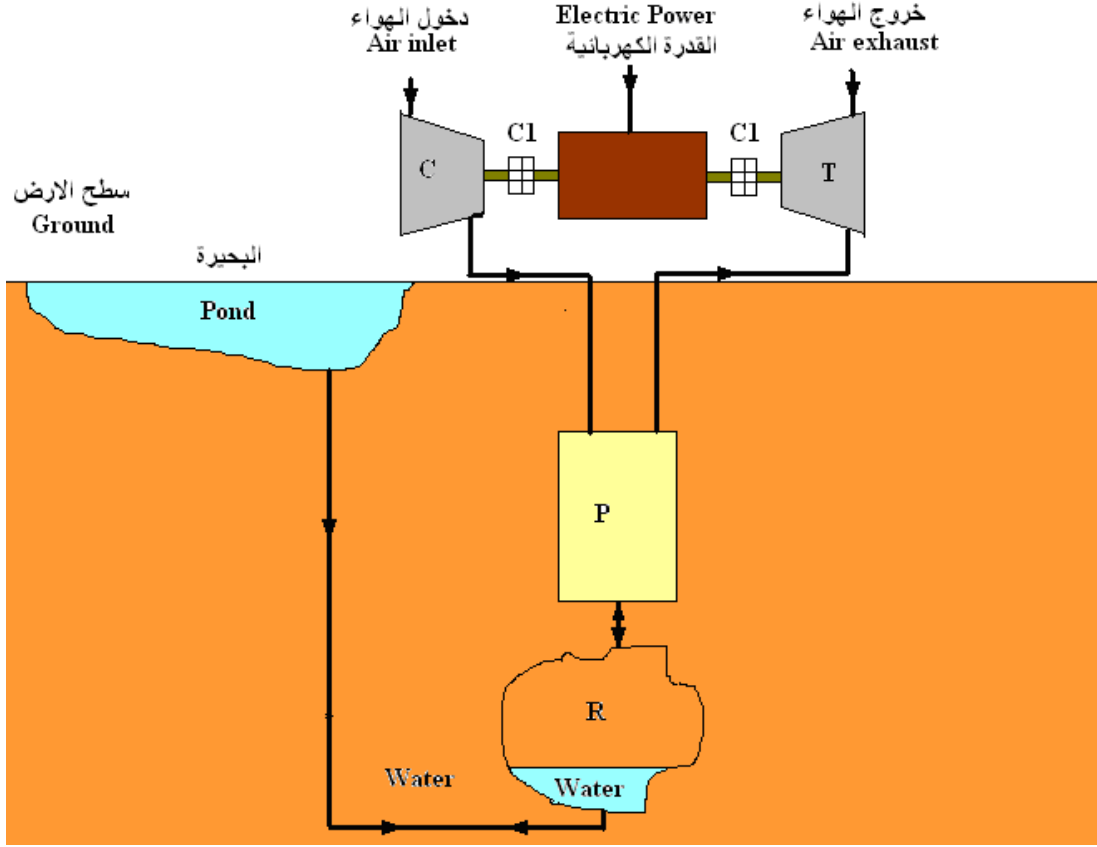 دخول الهواء
Air inlet
Electric Power
القدرة الكهربائية
خروج الهواء
Air exhaust
C1
C1
C
T
سطح الارض
Ground
البحيرة
Pond
P
R
Water
Water